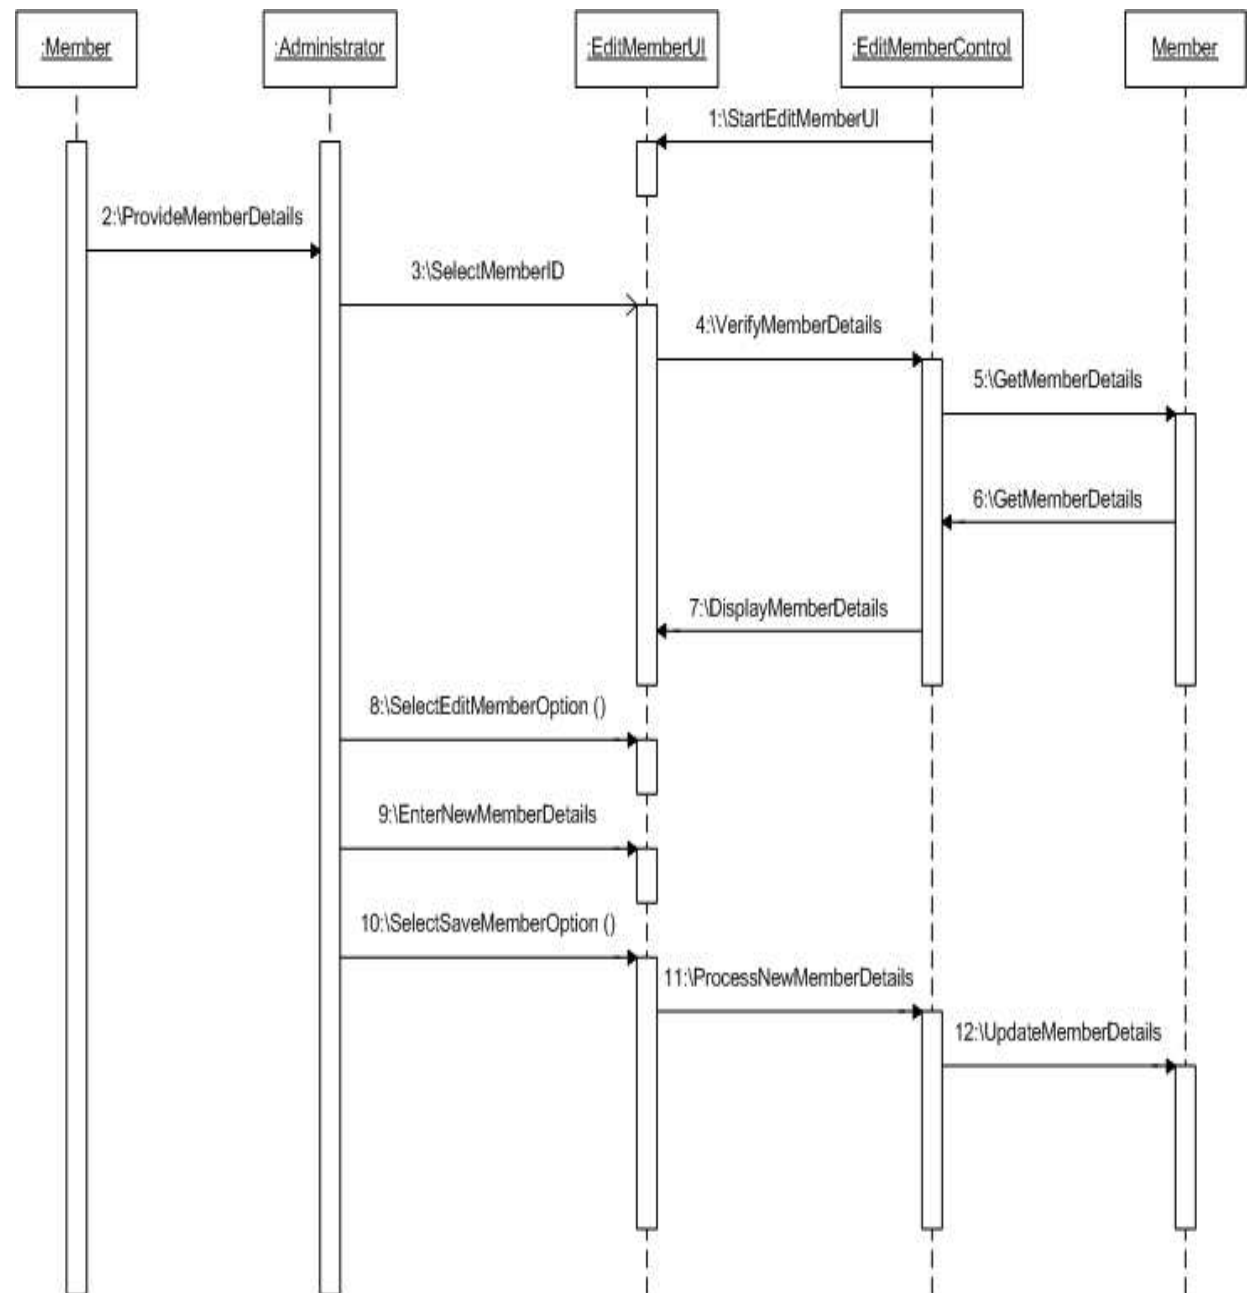 :Member
:Administrator
:EditMemberUI
:EditMemberControl
Member
1:\StartEditMemberUI
2:\ProvideMemberDetails
3:\SelectMemberID
4:\VerifyMemberDetails
5:\GetMemberDetails
6:\GetMemberDetails
7:\DisplayMemberDetails
8:\SelectEditMemberOption ()
9:\EnterNewMemberDetails
10:\SelectSaveMemberOption ()
11:\ProcessNewMemberDetails
12:\UpdateMemberDetails